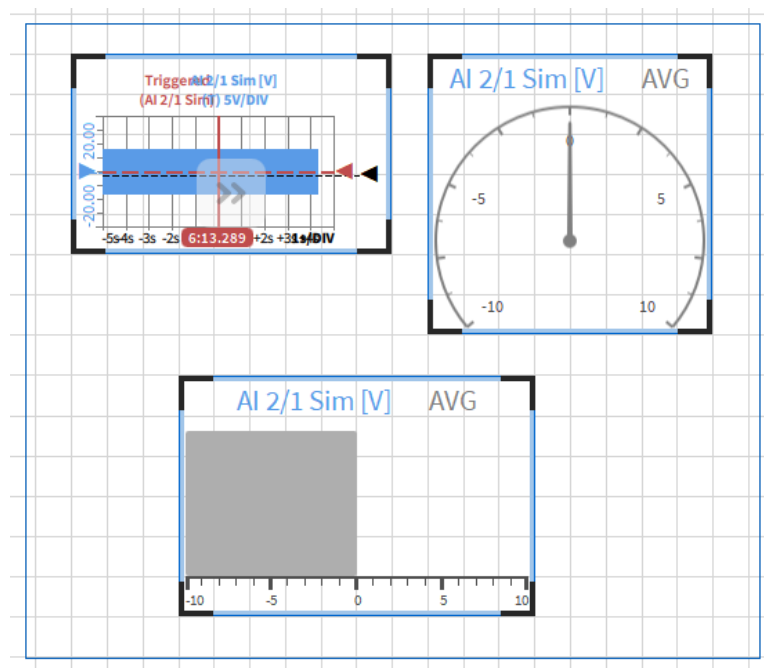 Triggered AI 2/1 Sim [V]
(AI 2/1 Sim) 5V/DIV
20.00
-20.00
-5s -4s -3s -2s 6:13.289 +2s +3s 1s/DIV
AI 2/1 Sim [V] AVG
0
-5 5
-10 10
AI 2/1 Sim [V] AVG
-10 -5 0 5 10